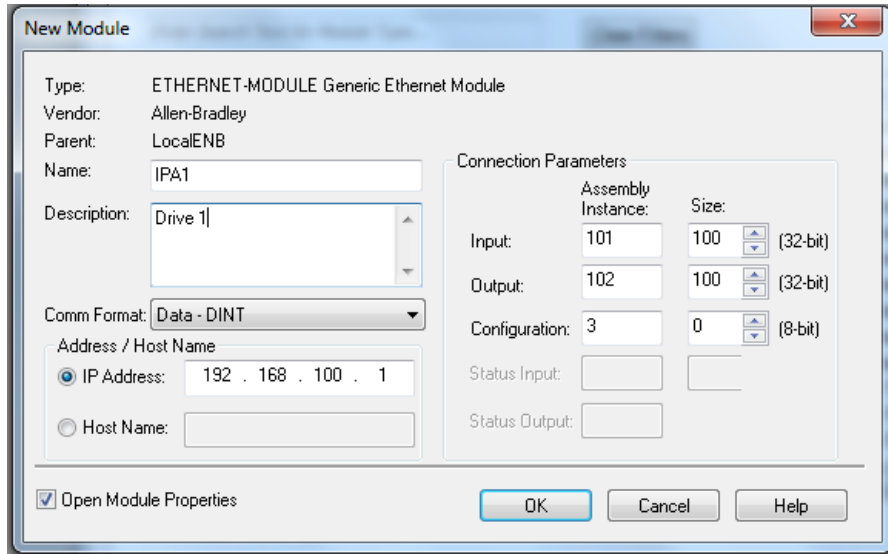 New Module
Type: ETHERNET-MODULE Generic Ethernet Module
Vendor: Allen-Bradley
Parent: LocalENB
Name: IPA1
Description: Drive 1
Comm Format: Data - DINT
Address / Host Name
IP Address: 192 . 168 . 100 . 1
Host Name:
Connection Parameters
Assembly Instance: Size:
Input: 101 100 (32-bit)
Output: 102 100 (32-bit)
Configuration: 3 0 (8-bit)
Status Input:
Status Output:
Open Module Properties
OK Cancel Help